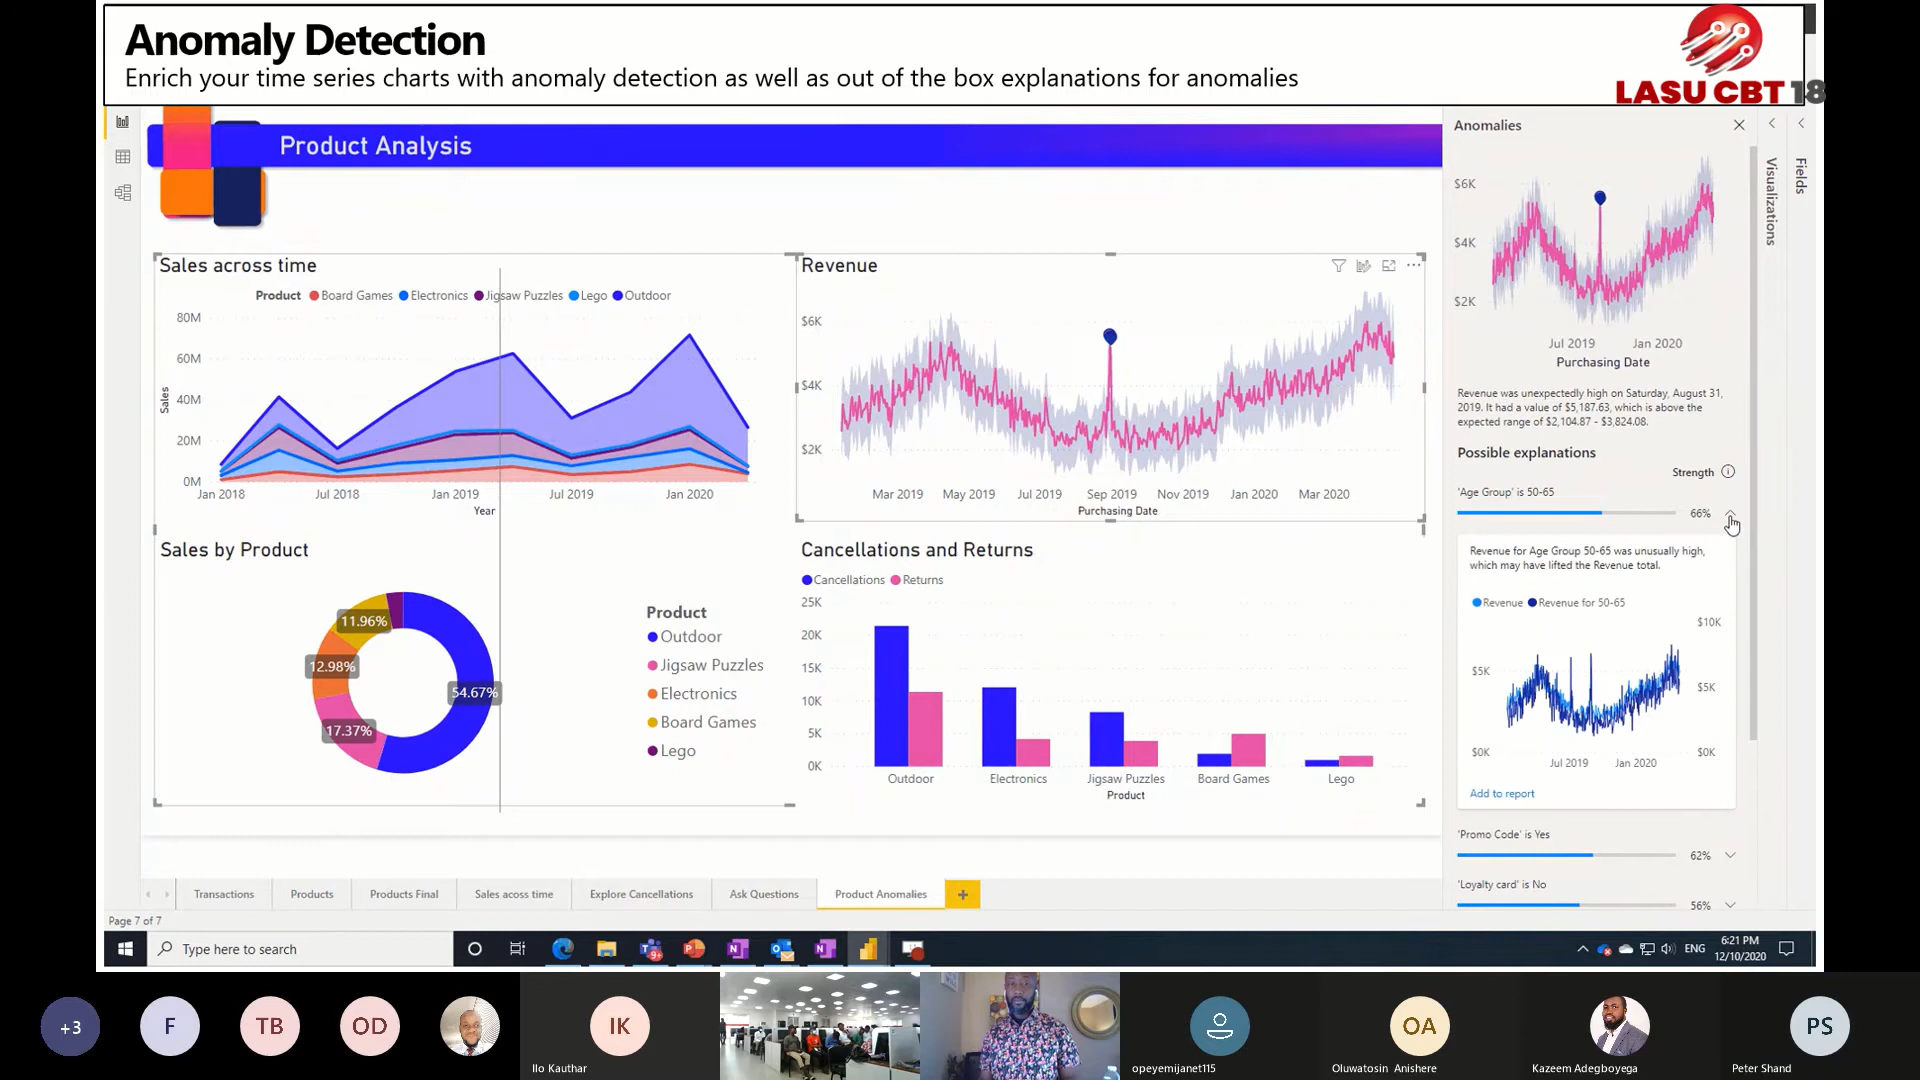 Anomaly Detection
Enrich your time series charts with anomaly detection as well as out of the box explanations for anomalies
LASU CBT 18
Product Analysis
Sales across time
Product Board Games Electronics Jigsaw Puzzles Lego Outdoor
80M
60M
40M
20M
0M
Sales
Jan 2018 Jul 2018 Jan 2019 Jul 2019 Jan 2020
Year
Revenue
$6K
$4K
$2K
Mar 2019 May 2019 Jul 2019 Sep 2019 Nov 2019 Jan 2020 Mar 2020
Purchasing Date
Sales by Product
11.96%
12.98%
54.67%
17.37%
Product
Outdoor
Jigsaw Puzzles
Electronics
Board Games
Lego
Cancellations and Returns
Cancellations Returns
25K
20K
15K
10K
5K
0K
Outdoor Electronics Jigsaw Puzzles Board Games Lego
Product
Anomalies
$6K
$4K
$2K
Jul 2019 Jan 2020
Purchasing Date
Revenue was unexpectedly high on Saturday, August 31,
2019. It had a value of $5,187.63, which is above the
expected range of $2,104.87 - $3,824.08.
Possible explanations
Strength
'Age Group' is 50-65
66%
Revenue for Age Group 50-65 was unusually high,
which may have lifted the Revenue total.
Revenue Revenue for 50-65
$10K
$5K
$5K
$0K
$0K
Jul 2019 Jan 2020
Add to report
'Promo Code' is Yes
62%
'Loyalty card' is No
56%
Visualizations
Fields
Transactions Products Products Final Sales acoss time Explore Cancellations Ask Questions Product Anomalies +
Page 7 of 7
Type here to search
9+
ENG
6:21 PM
12/10/2020
+3 F TB OD IK OA PS
Ilo Kauthar opeyemijanet115 Oluwatosin Anishere Kazeem Adegboyega Peter Shand